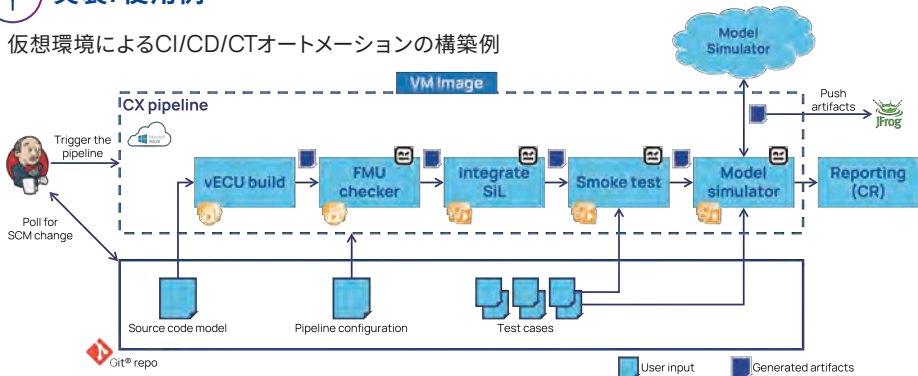 実装/使用例
仮想環境によるCI/CD/CTオートメーションの構築例
Model
Simulator
VM Image
CX pipeline
Microsoft
Azure
Push
artifacts
JFrog
Trigger the
pipeline
vECU build
FMU
checker
Integrate
SiL
Smoke test
Model
simulator
Reporting
(CR)
Poll for
SCM change
Source code model
Pipeline configuration
Test cases
Git® repo
User input
Generated artifacts